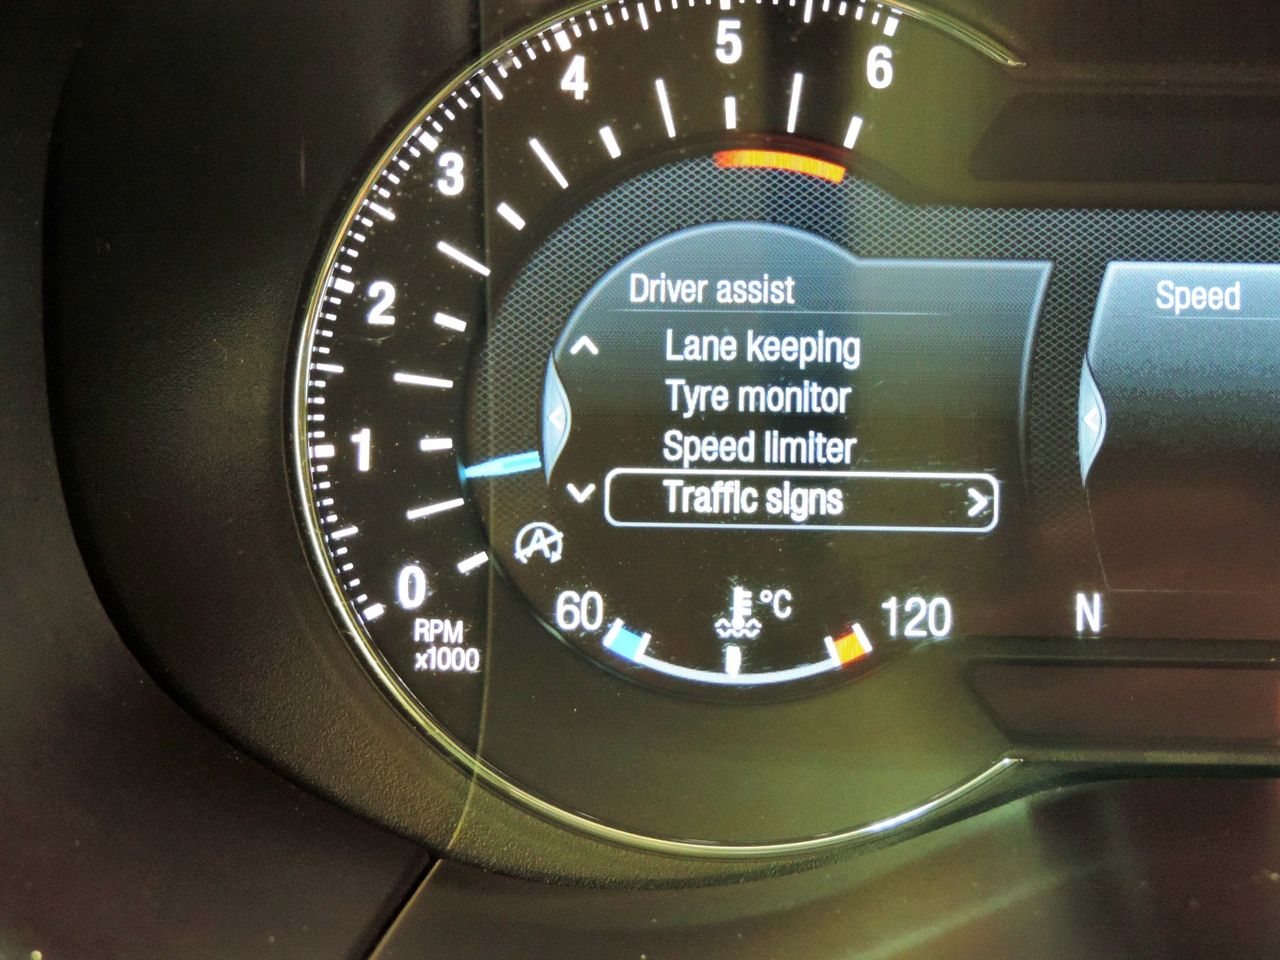 5
4
6
3
2
1
0
RPM
x1000
Driver assist
Lane keeping
Tyre monitor
Speed limiter
Traffic signs
A
60
°C
120
Speed
N